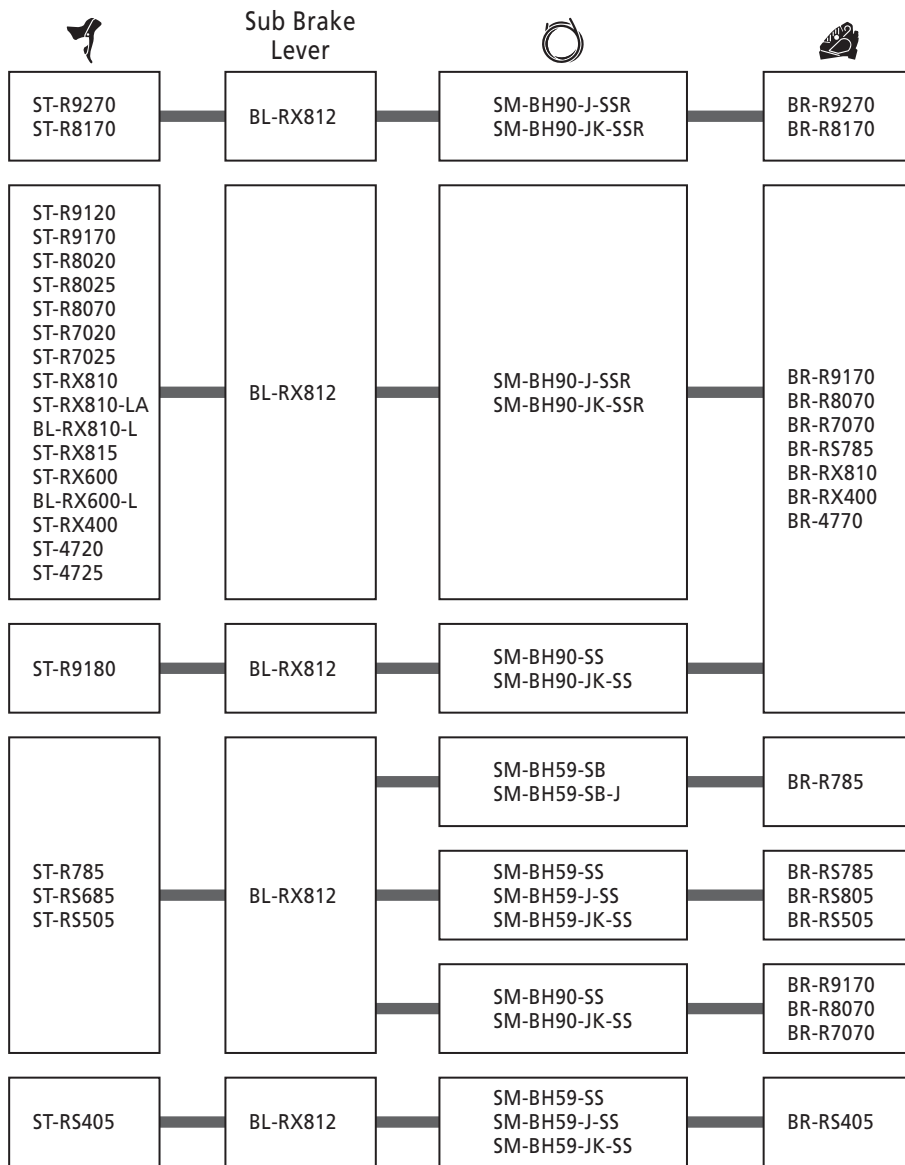 Sub Brake
Lever
ST-R9270
ST-R8170
BL-RX812
SM-BH90-J-SSR
SM-BH90-JK-SSR
BR-R9270
BR-R8170
ST-R9120
ST-R9170
ST-R8020
ST-R8025
ST-R8070
ST-R7020
ST-R7025
ST-RX810
ST-RX810-LA
BL-RX810-L
ST-RX815
ST-RX600
BL-RX600-L
ST-RX400
ST-4720
ST-4725
BL-RX812
SM-BH90-J-SSR
SM-BH90-JK-SSR
BR-R9170
BR-R8070
BR-R7070
BR-RS785
BR-RX810
BR-RX400
BR-4770
ST-R9180
BL-RX812
SM-BH90-SS
SM-BH90-JK-SS
ST-R785
ST-RS685
ST-RS505
BL-RX812
SM-BH59-SB
SM-BH59-SB-J
BR-R785
SM-BH59-SS
SM-BH59-J-SS
SM-BH59-JK-SS
BR-RS785
BR-RS805
BR-RS505
SM-BH90-SS
SM-BH90-JK-SS
BR-R9170
BR-R8070
BR-R7070
ST-RS405
BL-RX812
SM-BH59-SS
SM-BH59-J-SS
SM-BH59-JK-SS
BR-RS405